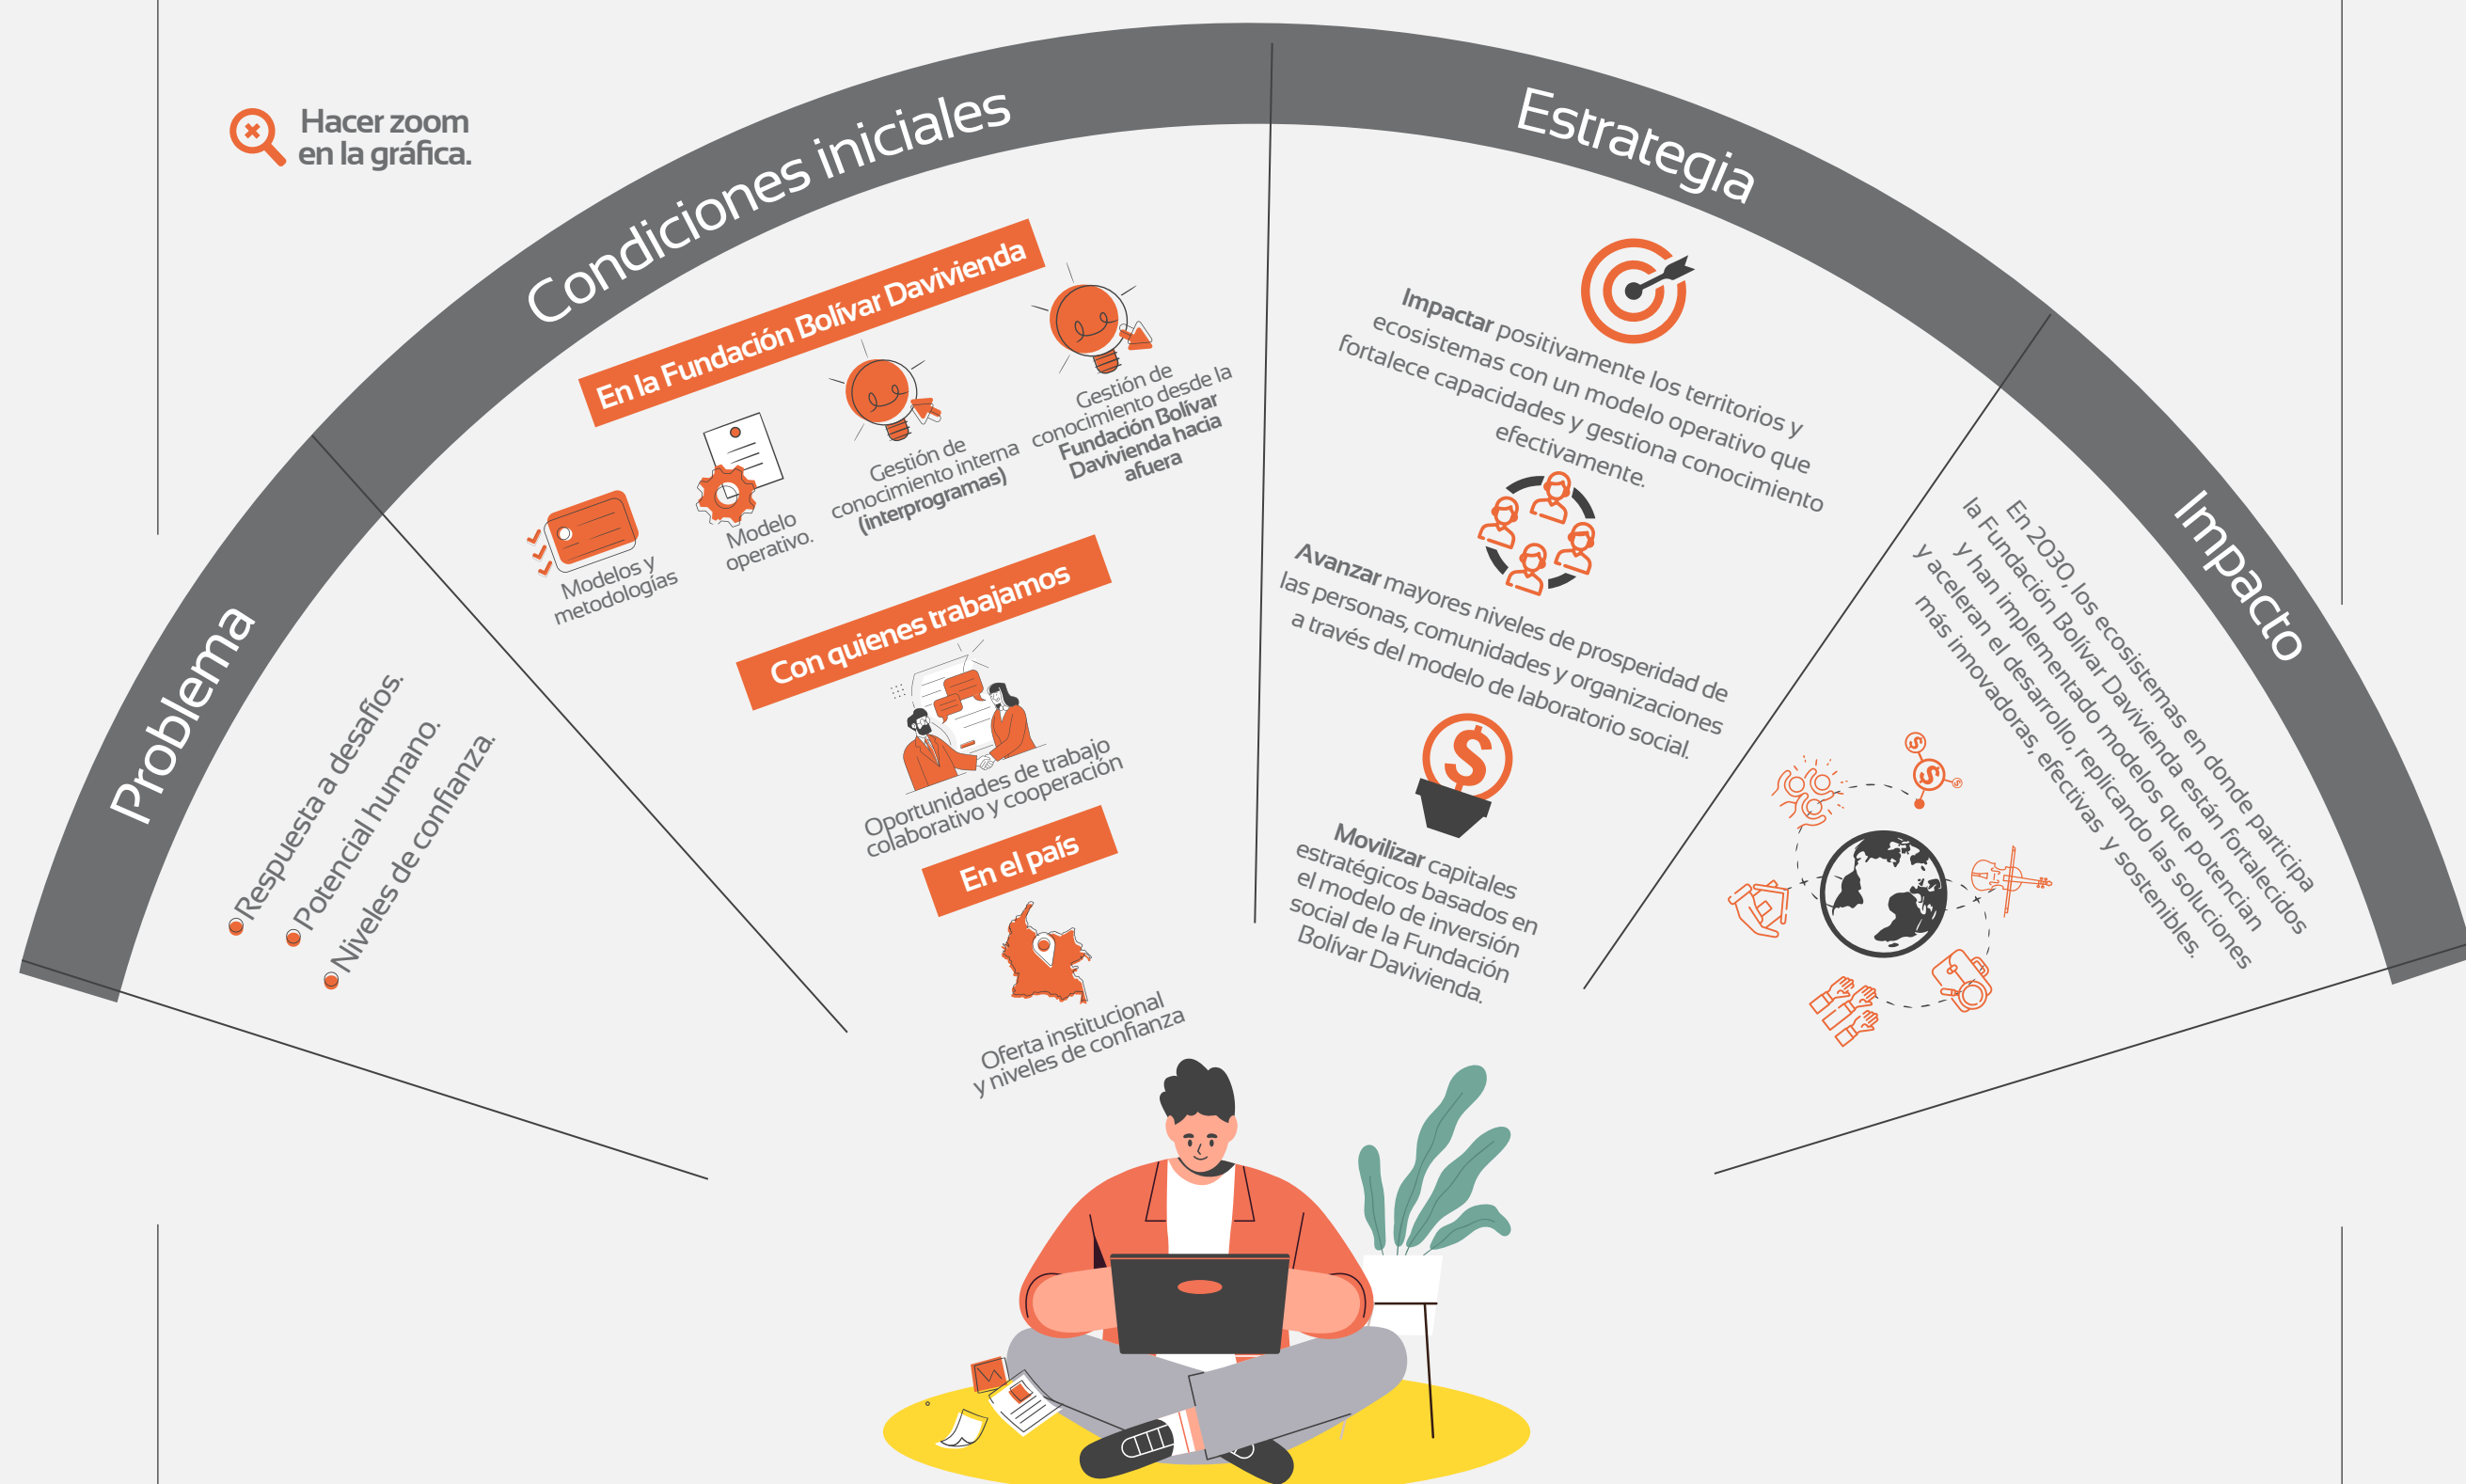 Hacer zoom
en la gráfica.
Problema
Respuesta a desafíos.
Potencial humano.
Niveles de confianza.
Condiciones iniciales
En la Fundación Bolívar Davivienda
Modelos y
metodologías
Modelo
operativo.
Gestión de
conocimiento interna
(interprogramas)
Gestión de
conocimiento desde la
Fundación Bolívar
Davivienda hacia
afuera
Con quienes trabajamos
Oportunidades de trabajo
colaborativo y cooperación
En el país
Oferta institucional
y niveles de confianza
Estrategia
Impactar positivamente los territorios y
ecosistemas con un modelo operativo que
fortalece capacidades y gestiona conocimiento
efectivamente.
Avanzar mayores niveles de prosperidad de
las personas, comunidades y organizaciones
a través del modelo de laboratorio social.
Movilizar capitales
estratégicos basados en
el modelo de inversión
social de la Fundación
Bolívar Davivienda.
Impacto
En 2030, los ecosistemas en donde participa
la Fundación Bolívar Davivienda están fortalecidos
y han implementado modelos que potencian
y aceleran el desarrollo, replicando las soluciones
más innovadoras, efectivas y sostenibles.